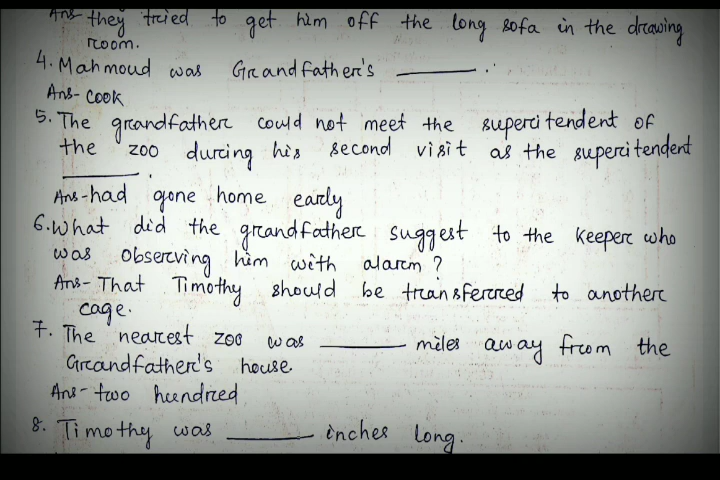 Ans- they tried to get him off the long sofa in the drawing
room.
4. Mahmoud was Grandfather's ______.
Ans- cook
5. The grandfather could not meet the superitendent of
the zoo during his second visit as the superitendent
______.
Ans- had gone home early
6. What did the grandfather suggest to the keeper who
was observing him with alarm?
Ans- That Timothy should be transferred to another
cage.
7. The nearest zoo was ______ miles away from the
Grandfather's house.
Ans- two hundred
8. Timothy was ______ inches long.